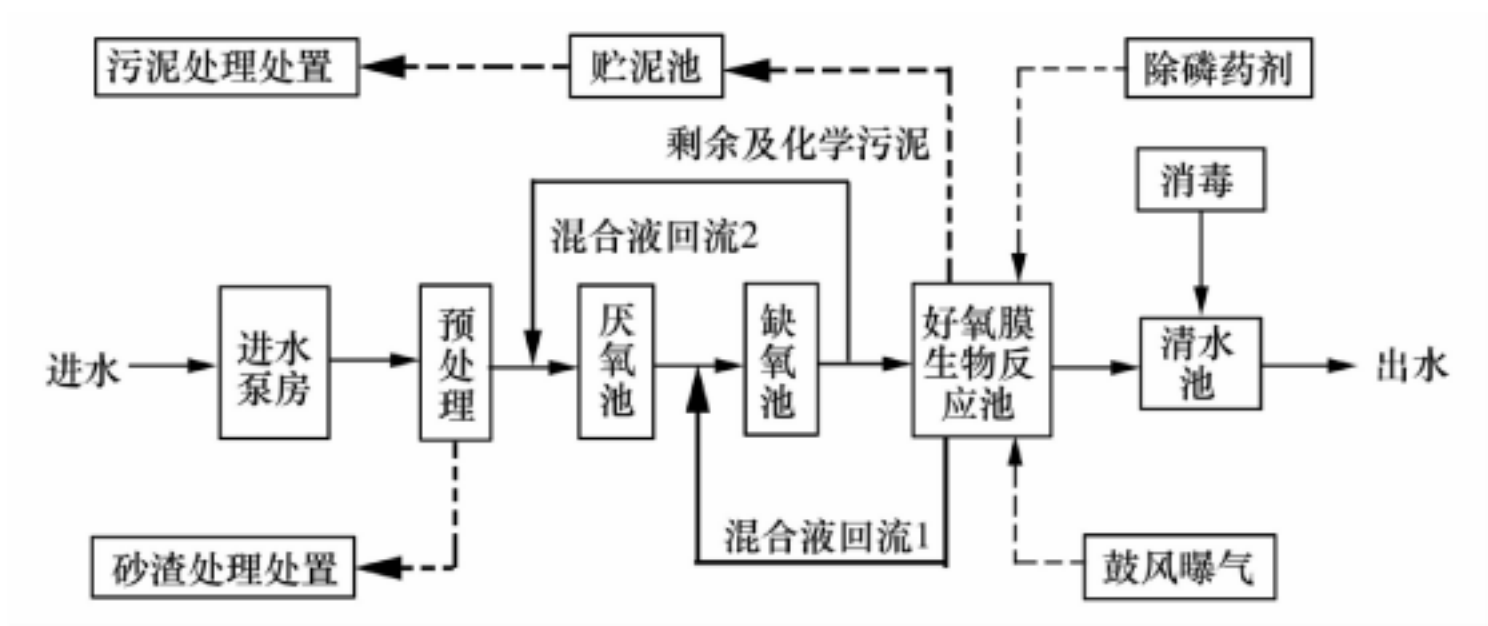 污泥处理处置
贮泥池
除磷药剂
剩余及化学污泥
消毒
混合液回流2
进水
进水
泵房
预
处
理
厌
氧
池
缺
氧
池
好氧膜
生物反
应池
清水
池
出水
混合液回流1
砂渣处理处置
鼓风曝气